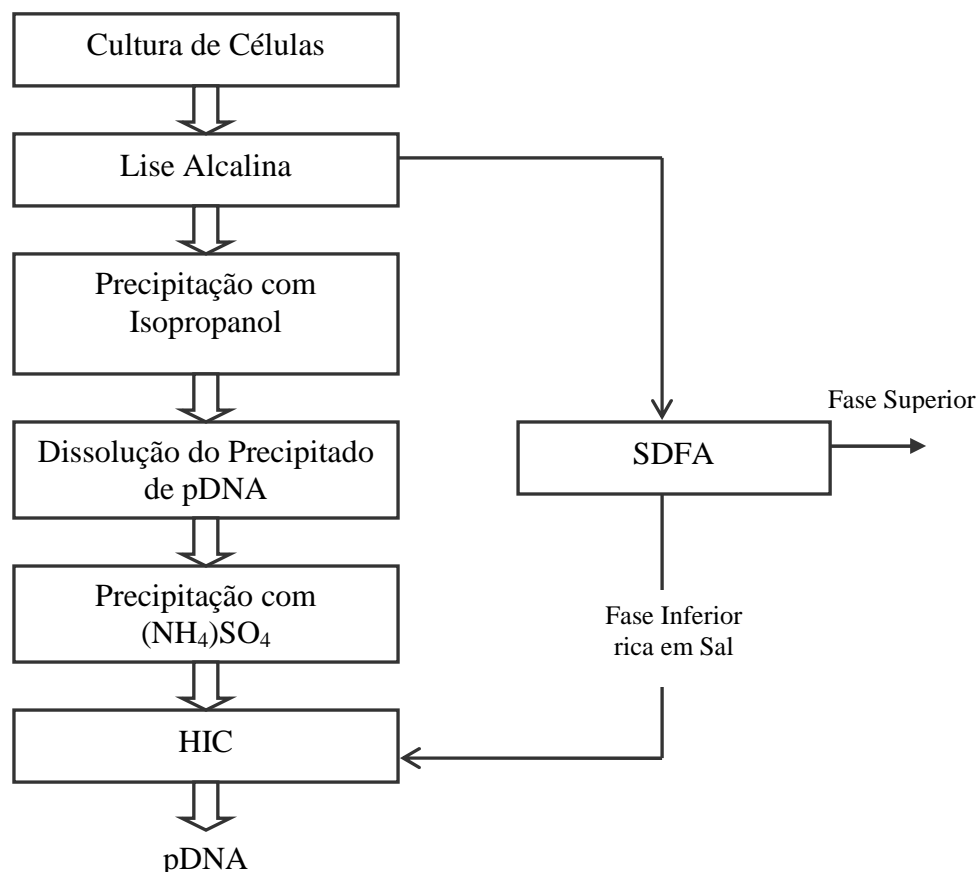 Cultura de Células
Lise Alcalina
Precipitação com
Isopropanol
Dissolução do Precipitado
de pDNA
Precipitação com
(NH₄)SO₄
HIC
pDNA
SDFA
Fase Superior
Fase Inferior
rica em Sal